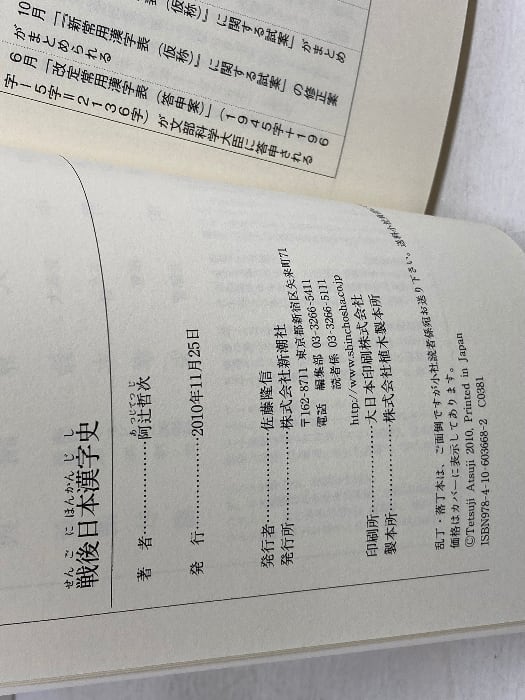 10月「「新常用漢字表(仮称)」に関する試案」の修正案
がまとめられる
6月「改定常用漢字表(答申案)」(1945字+196
字-5字=2136字)が文部科学大臣に答申される
せんごにほんかんじし
戦後日本漢字史
あつじてつじ
著者…………阿辻哲次
発行…………2010年11月25日
発行者…………佐藤隆信
発行所…………株式会社新潮社
〒162-8711 東京都新宿区矢来町71
電話 編集部 03-3266-5411
読者係 03-3266-5111
http://www.shinchosha.co.jp
印刷所…………大日本印刷株式会社
製本所…………株式会社植木製本所
乱丁・落丁本は、ご面倒ですが小社読者係宛お送り下さい。送料小社
価格はカバーに表示してあります。
©Tetsuji Atsuji 2010, Printed in Japan
ISBN978-4-10-603668-2 C0381